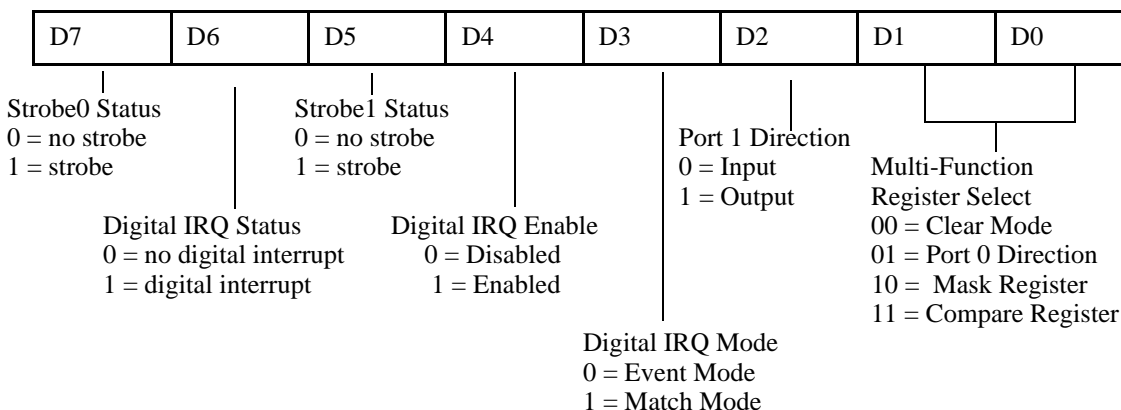 D7 D6 D5 D4 D3 D2 D1 D0
Strobe0 Status
0 = no strobe
1 = strobe
Strobe1 Status
0 = no strobe
1 = strobe
Port 1 Direction
0 = Input
1 = Output
Multi-Function
Register Select
00 = Clear Mode
01 = Port 0 Direction
10 = Mask Register
11 = Compare Register
Digital IRQ Status
0 = no digital interrupt
1 = digital interrupt
Digital IRQ Enable
0 = Disabled
1 = Enabled
Digital IRQ Mode
0 = Event Mode
1 = Match Mode